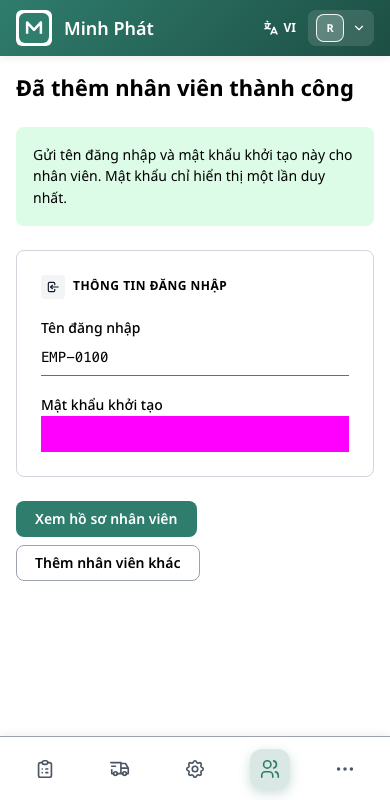 Minh Phát
VI
R
Đã thêm nhân viên thành công
Gửi tên đăng nhập và mật khẩu khởi tạo này cho
nhân viên. Mật khẩu chỉ hiển thị một lần duy
nhất.
THÔNG TIN ĐĂNG NHẬP
Tên đăng nhập
EMP-0100
Mật khẩu khởi tạo
Xem hồ sơ nhân viên
Thêm nhân viên khác